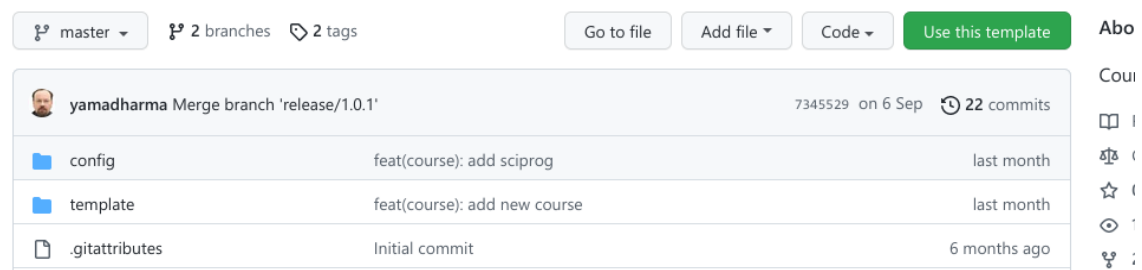 master 2 branches 2 tags Go to file Add file Code Use this template
yamadharma Merge branch 'release/1.0.1' 7345529 on 6 Sep 22 commits
config feat(course): add sciprog last month
template feat(course): add new course last month
.gitattributes Initial commit 6 months ago
Abo
Cour